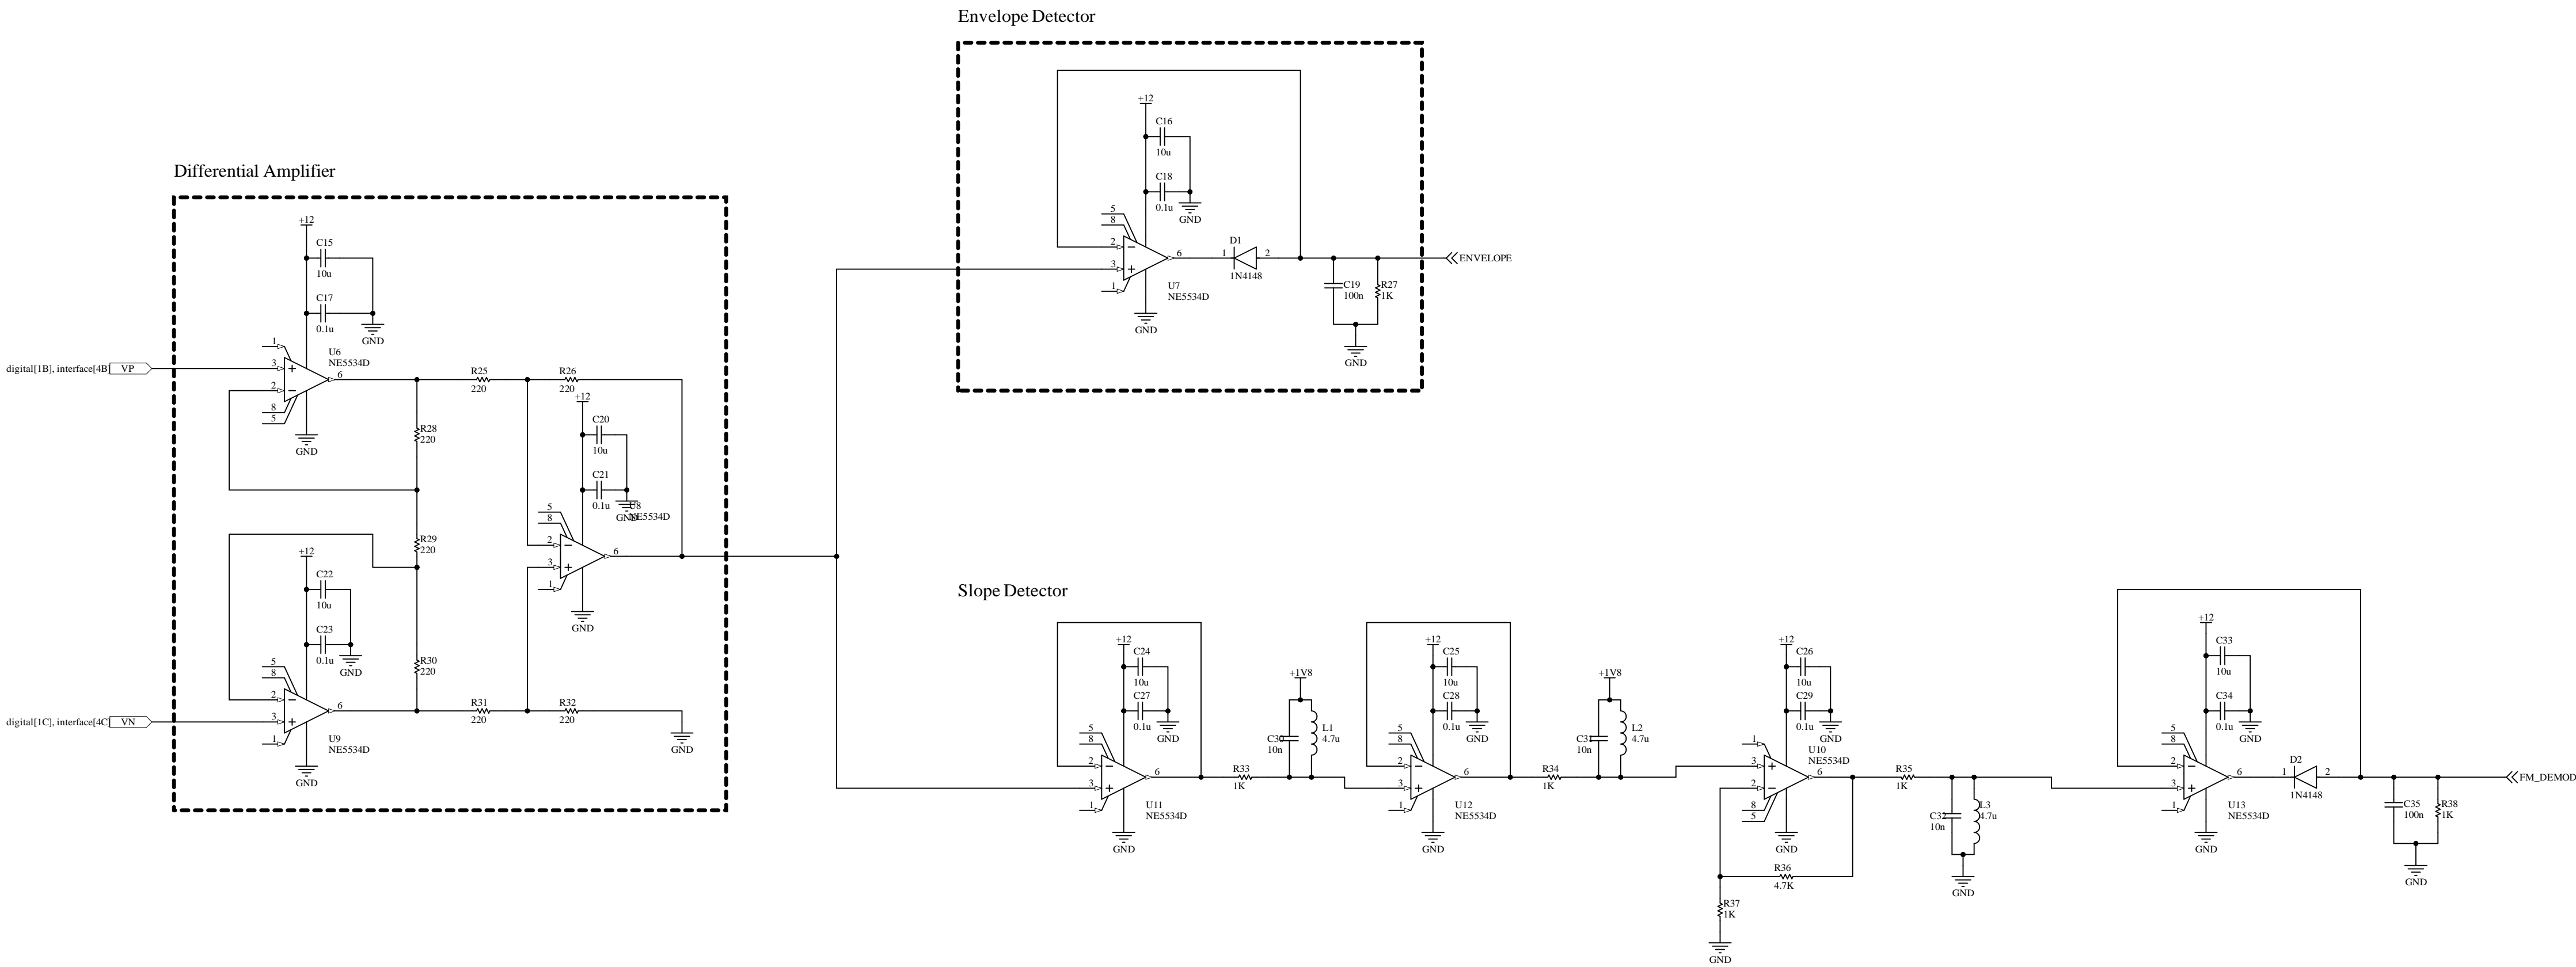 Envelope Detector
+12
C16
10u
C18
0.1u
GND
5
8
2
3
1
6
U7
NE5534D
GND
D1
1
2
1N4148
C19
100n
R27
1K
GND
ENVELOPE
Differential Amplifier
+12
C15
10u
C17
0.1u
GND
digital[1B], interface[4B]
VP
1
3
2
8
5
6
U6
NE5534D
GND
R25
220
R26
220
R28
220
+12
C20
10u
C21
0.1u
GND
U8
NE5534D
5
8
2
3
1
6
GND
R29
220
+12
C22
10u
C23
0.1u
GND
R30
220
digital[1C], interface[4C]
VN
5
8
2
3
1
6
U9
NE5534D
GND
R31
220
R32
220
GND
Slope Detector
+12
C24
10u
C27
0.1u
GND
5
8
2
3
1
6
U11
NE5534D
GND
R33
1K
+1V8
C30
10n
L1
4.7u
+12
C25
10u
C28
0.1u
GND
5
8
2
3
1
6
U12
NE5534D
GND
R34
1K
+1V8
C31
10n
L2
4.7u
+12
C26
10u
C29
0.1u
GND
U10
NE5534D
1
3
2
8
5
6
GND
R36
4.7K
R37
1K
GND
R35
1K
C32
10n
L3
4.7u
GND
+12
C33
10u
C34
0.1u
GND
5
8
2
3
1
6
U13
NE5534D
GND
D2
1
2
1N4148
C35
100n
R38
1K
GND
FM_DEMOD